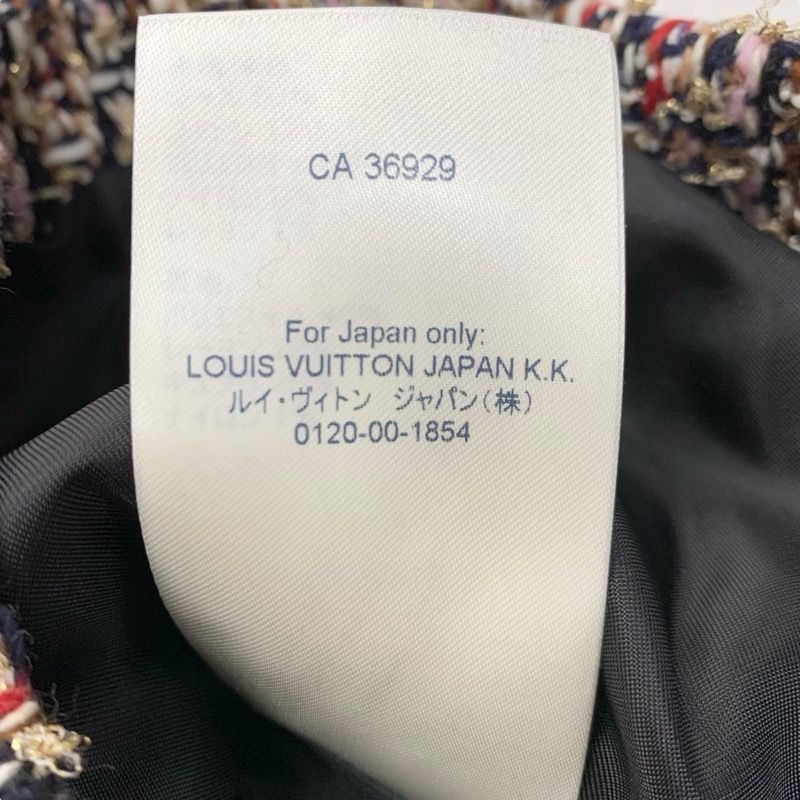 CA 36929
For Japan only:
LOUIS VUITTON JAPAN K.K.
ルイ・ヴィトン ジャパン(株)
0120-00-1854